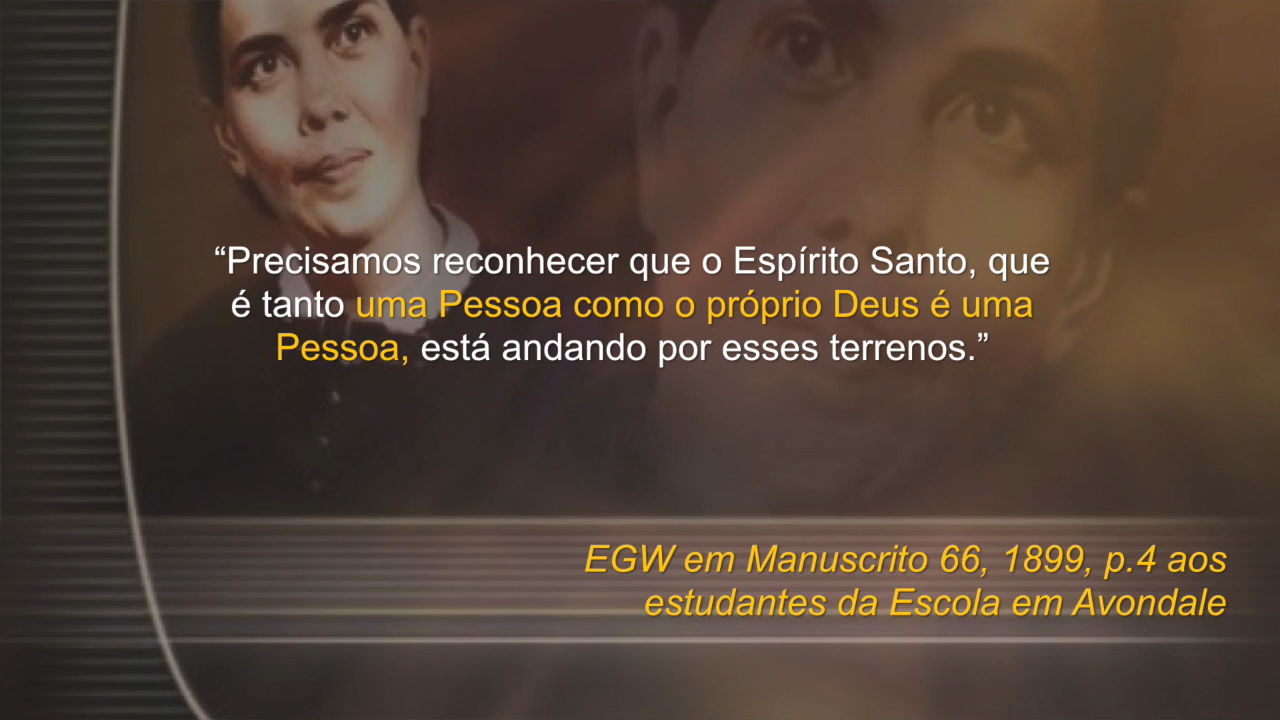 “Precisamos reconhecer que o Espírito Santo, que
é tanto uma Pessoa como o próprio Deus é uma
Pessoa, está andando por esses terrenos.”
EGW em Manuscrito 66, 1899, p.4 aos
estudantes da Escola em Avondale